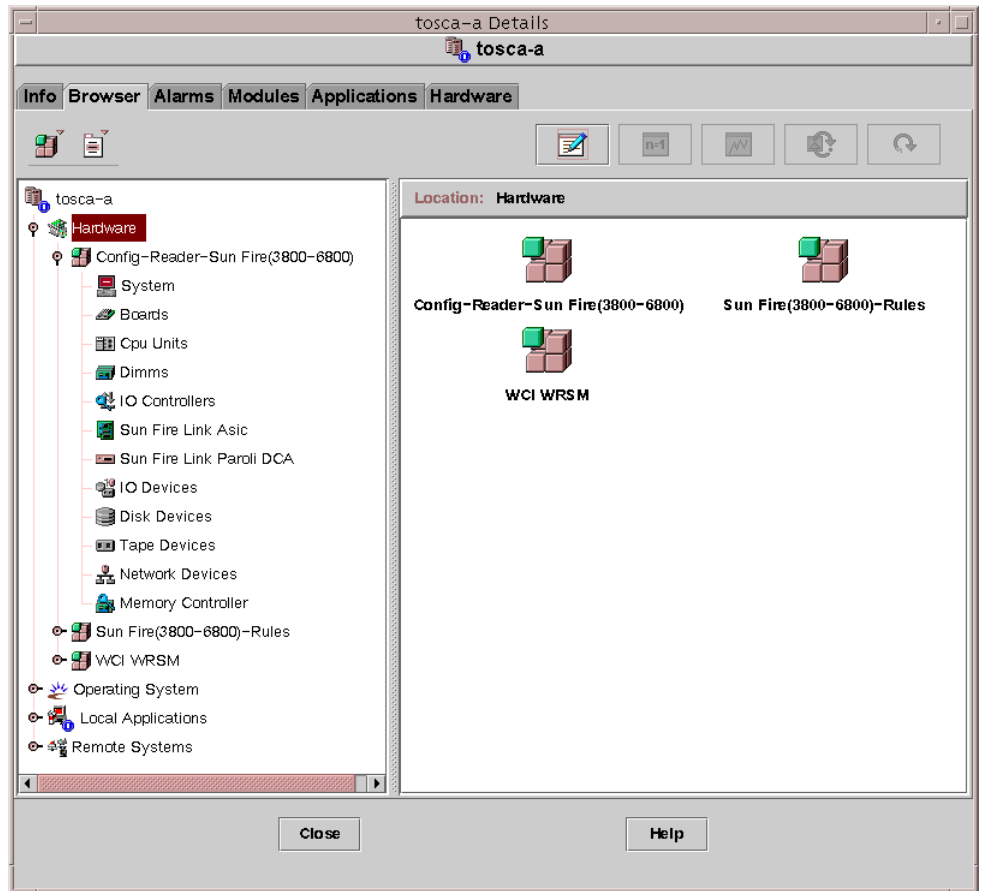 tosca-a Details
tosca-a
Info Browser Alarms Modules Applications Hardware
n=1
tosca-a
Hardware
Config-Reader-Sun Fire(3800-6800)
System
Boards
Cpu Units
Dimms
IO Controllers
Sun Fire Link Asic
Sun Fire Link Paroli DCA
IO Devices
Disk Devices
Tape Devices
Network Devices
Memory Controller
Sun Fire(3800-6800)-Rules
WCI WRSM
Operating System
Local Applications
Remote Systems
Location: Hardware
Config-Reader-Sun Fire(3800-6800) Sun Fire(3800-6800)-Rules
WCI WRSM
Close Help